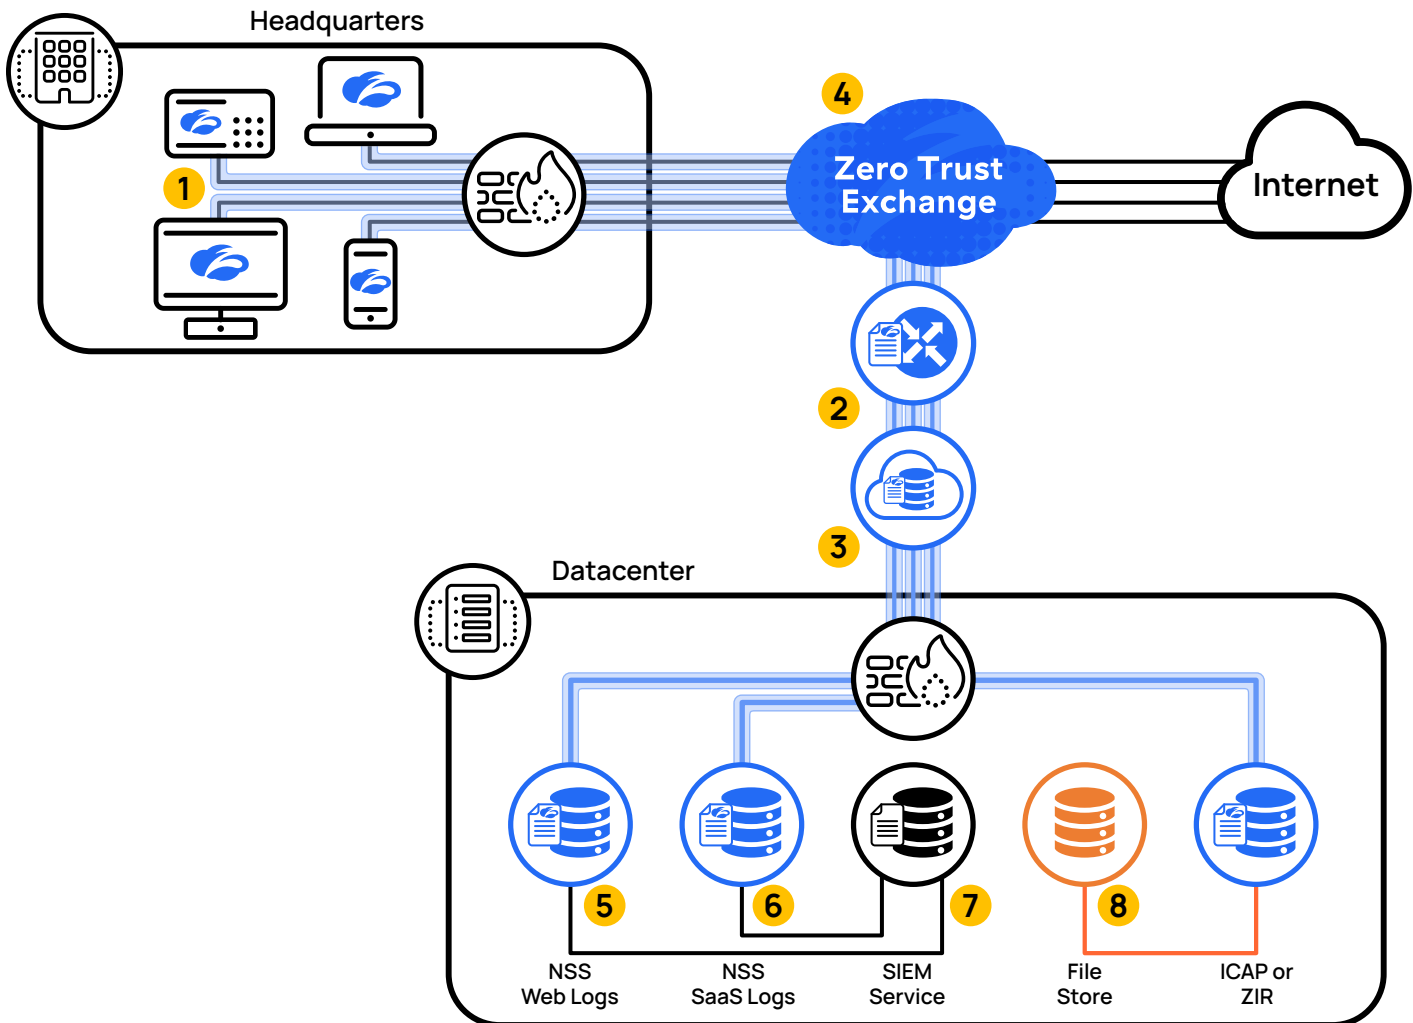 Headquarters
4
Zero Trust
Exchange
Internet
1
2
3
Datacenter
5
6
7
8
NSS
Web Logs
NSS
SaaS Logs
SIEM
Service
File
Store
ICAP or
ZIR